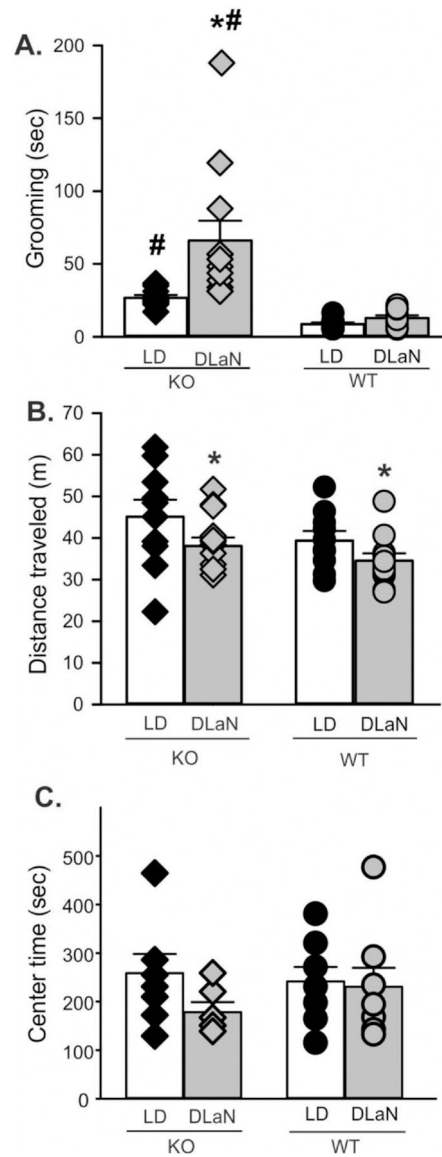 A.
*#
#
Grooming (sec)
200
150
100
50
0
LD DLaN LD DLaN
KO WT
B.
* *
Distance traveled (m)
70
60
50
40
30
20
10
0
LD DLaN LD DLaN
KO WT
C.
Center time (sec)
500
400
300
200
100
0
LD DLaN LD DLaN
KO WT